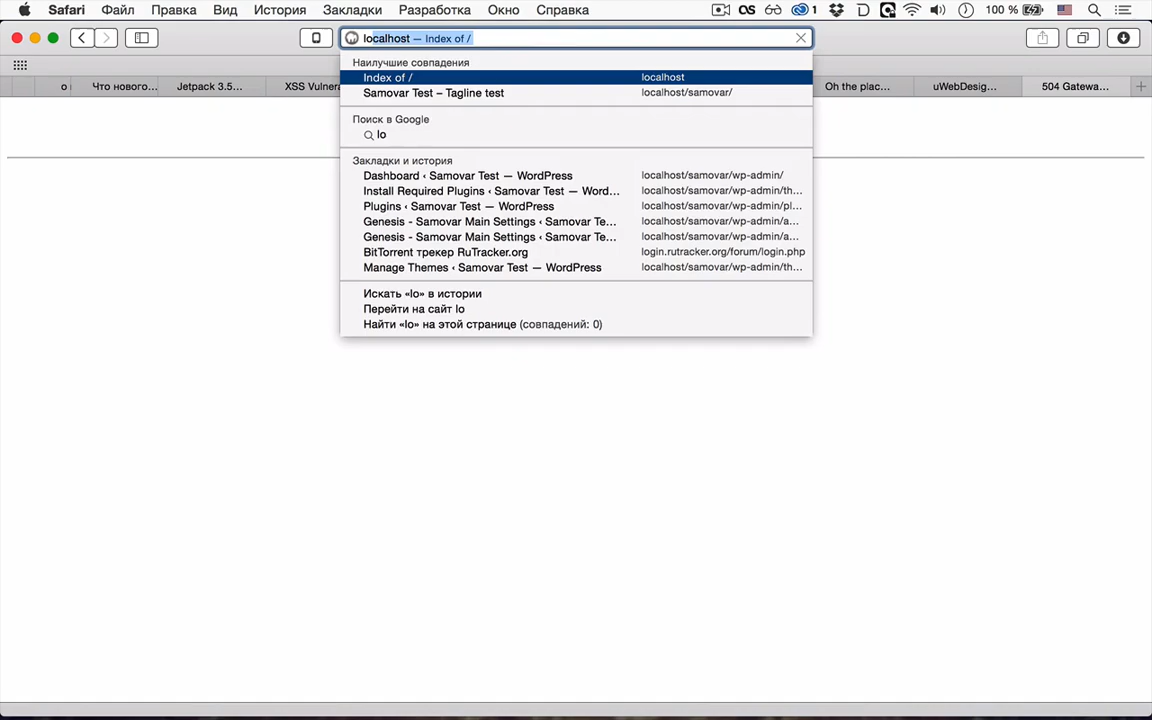 Safari Файл Правка Вид История Закладки Разработка Окно Справка 1 100 %
localhost — Index of /
Что нового... Jetpack 3.5... XSS Vulnera Oh the plac... uWebDesig... 504 Gatewa...
Наилучшие совпадения
Index of / localhost
Samovar Test – Tagline test localhost/samovar/
Поиск в Google
lo
Закладки и история
Dashboard ‹ Samovar Test — WordPress localhost/samovar/wp-admin/
Install Required Plugins ‹ Samovar Test — Word... localhost/samovar/wp-admin/th...
Plugins ‹ Samovar Test — WordPress localhost/samovar/wp-admin/pl...
Genesis - Samovar Main Settings ‹ Samovar Te... localhost/samovar/wp-admin/a...
Genesis - Samovar Main Settings ‹ Samovar Te... localhost/samovar/wp-admin/a...
BitTorrent трекер RuTracker.org login.rutracker.org/forum/login.php
Manage Themes ‹ Samovar Test — WordPress localhost/samovar/wp-admin/th...
Искать «lo» в истории
Перейти на сайт lo
Найти «lo» на этой странице (совпадений: 0)